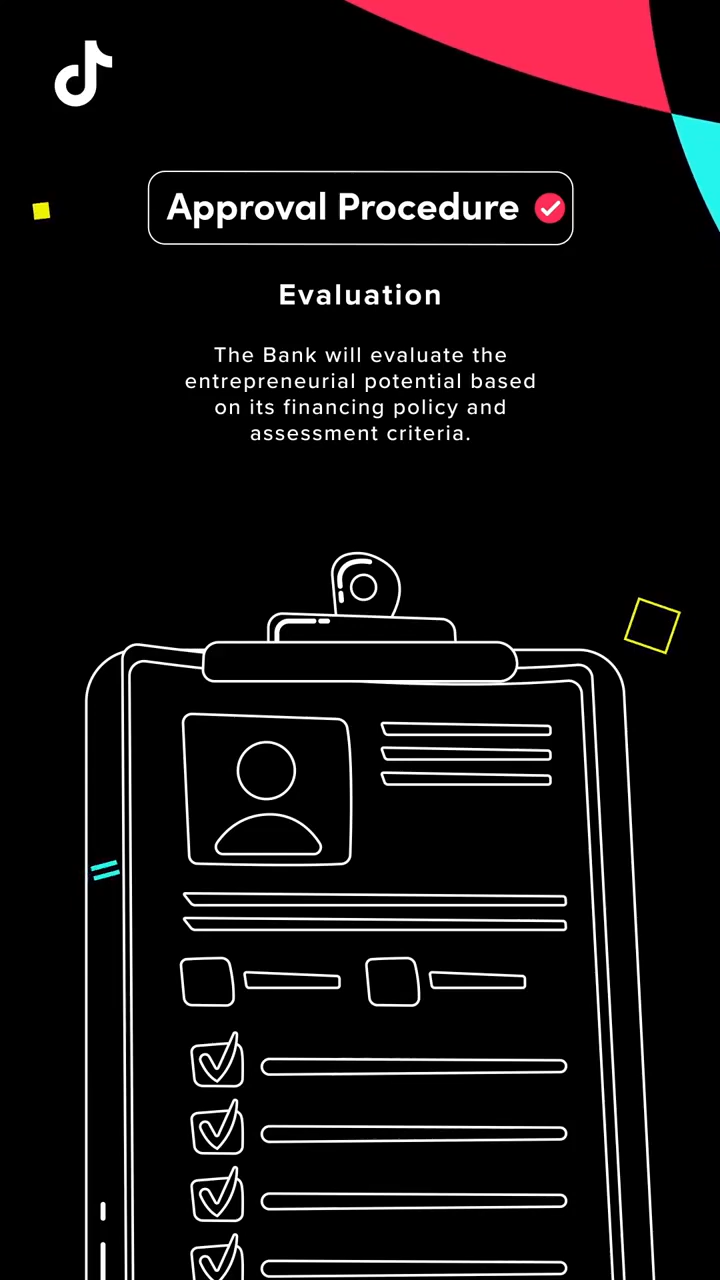 Approval Procedure
Evaluation
The Bank will evaluate the
entrepreneurial potential based
on its financing policy and
assessment criteria.